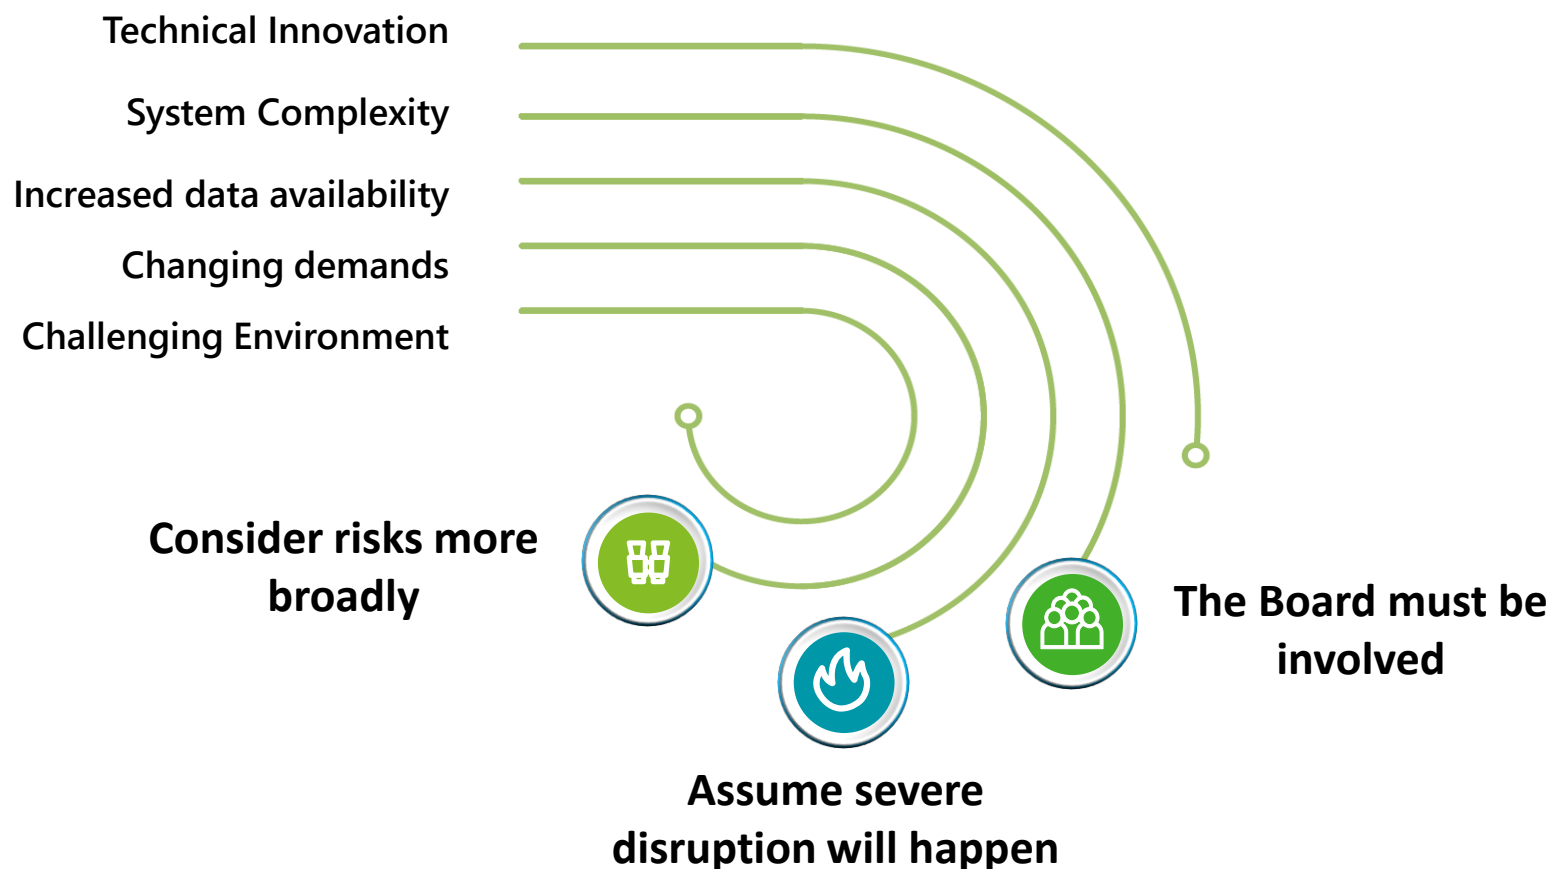 Technical Innovation
System Complexity
Increased data availability
Changing demands
Challenging Environment
Consider risks more
broadly
The Board must be
involved
Assume severe
disruption will happen